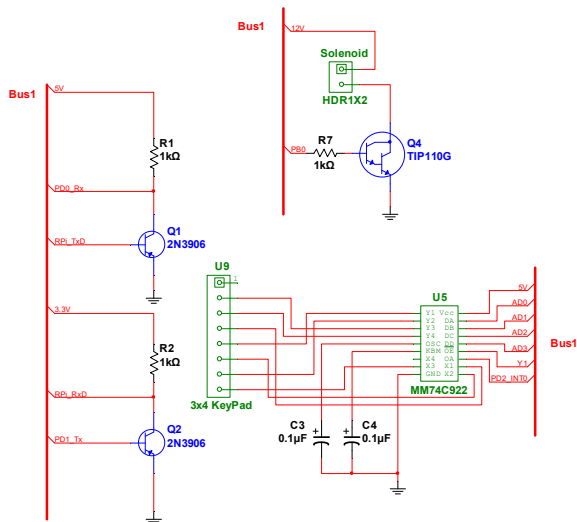 Bus1
5V
R1
1kΩ
PD0_Rx
Q1
2N3906
RPi_TxD
3.3V
R2
1kΩ
RPi_RxD
Q2
2N3906
PD1_Tx
Bus1
12V
Solenoid
HDR1X2
R7
1kΩ
PB0
Q4
TIP110G
U9
1
3x4 KeyPad
U5
Y1 Vcc
Y2 DA
Y3 DB
Y4 DC
OSC DD
KBM OE
X4 OA
X3 X1
GND X2
MM74C922
C3
0.1µF
+
C4
0.1µF
+
5V
AD0
AD1
AD2
AD3
Y1
PD2_INT0
Bus1